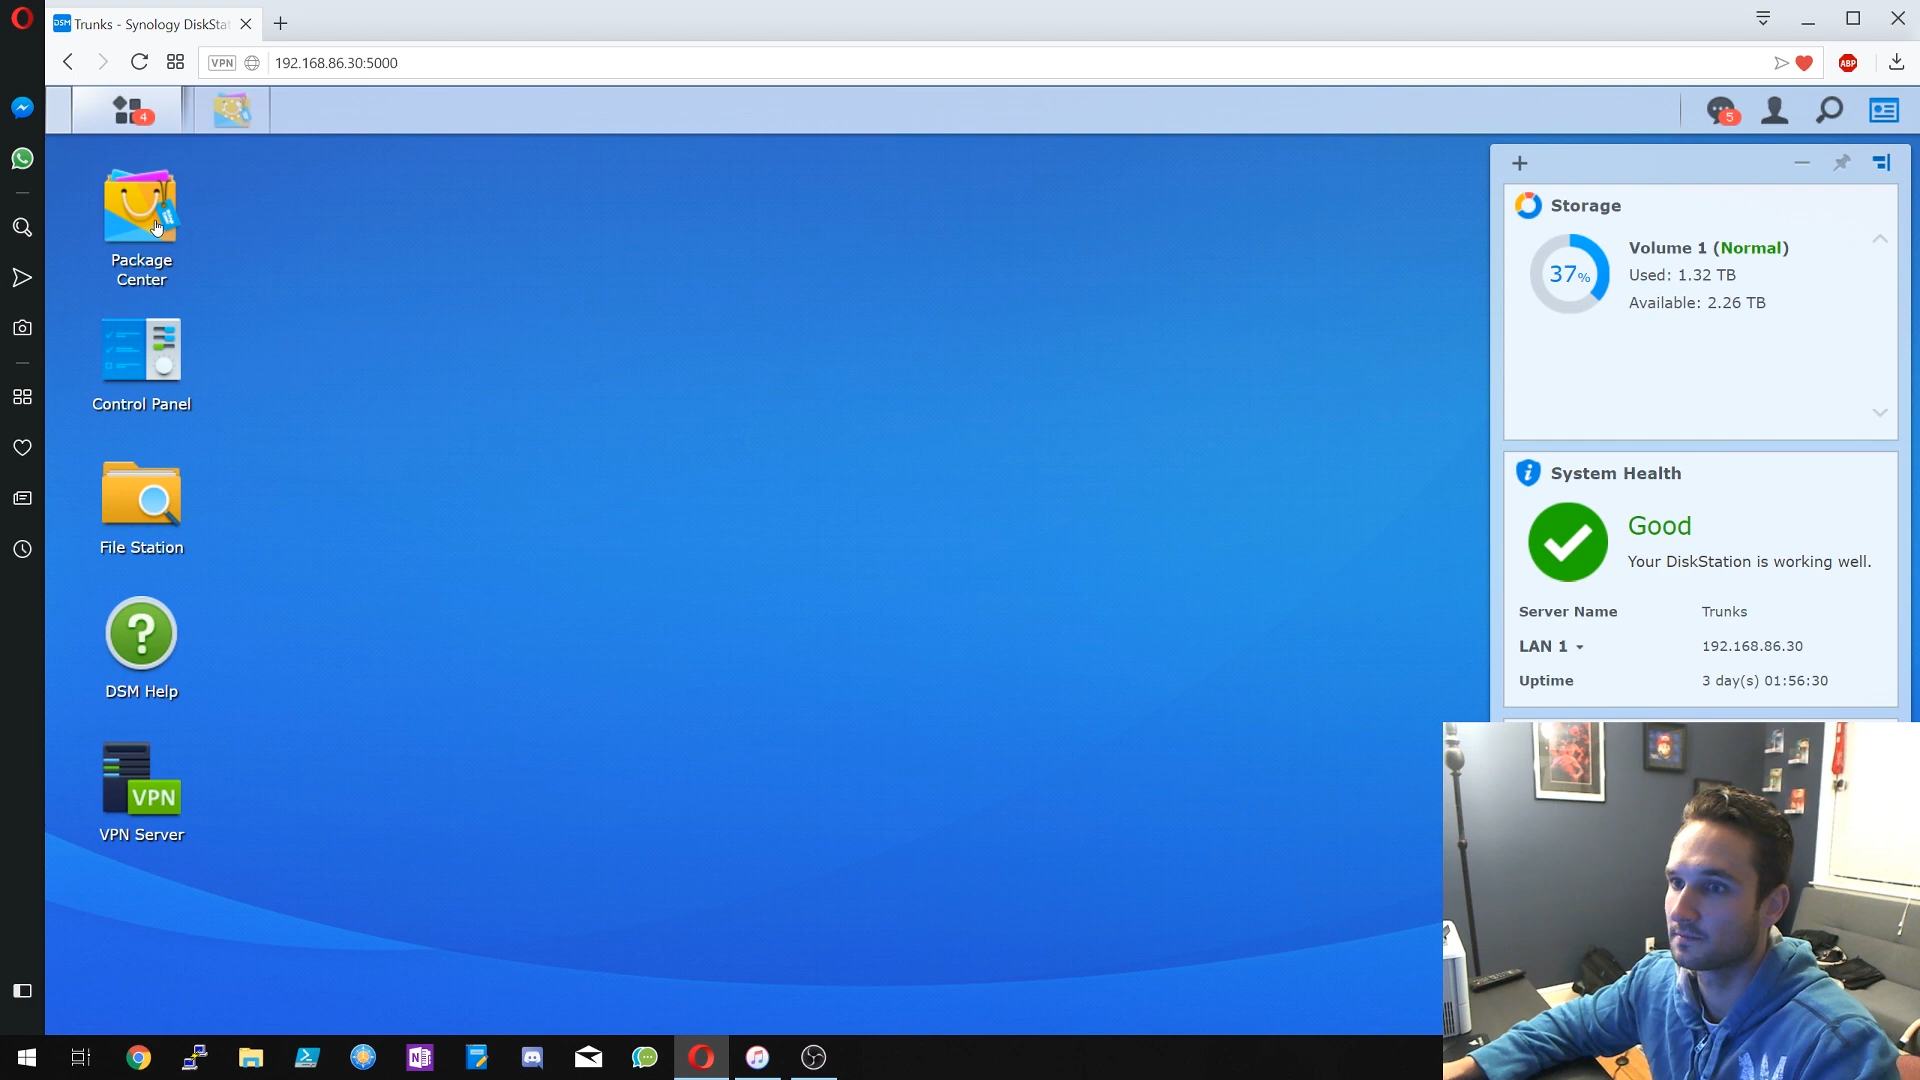 DSM Trunks - Synology DiskSta
VPN 192.168.86.30:5000
ABP
4
5
Package
Center
Control Panel
File Station
?
DSM Help
VPN
VPN Server
Storage
37%
Volume 1 (Normal)
Used: 1.32 TB
Available: 2.26 TB
i System Health
Good
Your DiskStation is working well.
Server Name Trunks
LAN 1 192.168.86.30
Uptime 3 day(s) 01:56:30
N